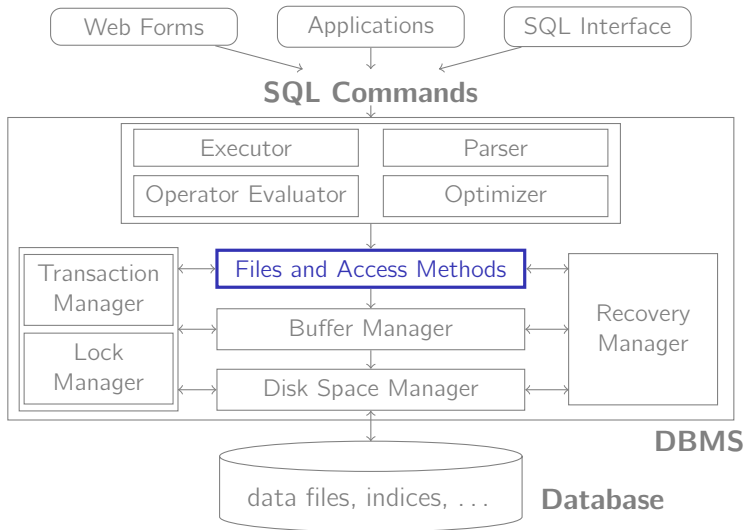 Web Forms
Applications
SQL Interface
SQL Commands
Executor
Parser
Operator Evaluator
Optimizer
Files and Access Methods
Transaction
Manager
Lock
Manager
Buffer Manager
Disk Space Manager
Recovery
Manager
DBMS
data files, indices, . . .
Database